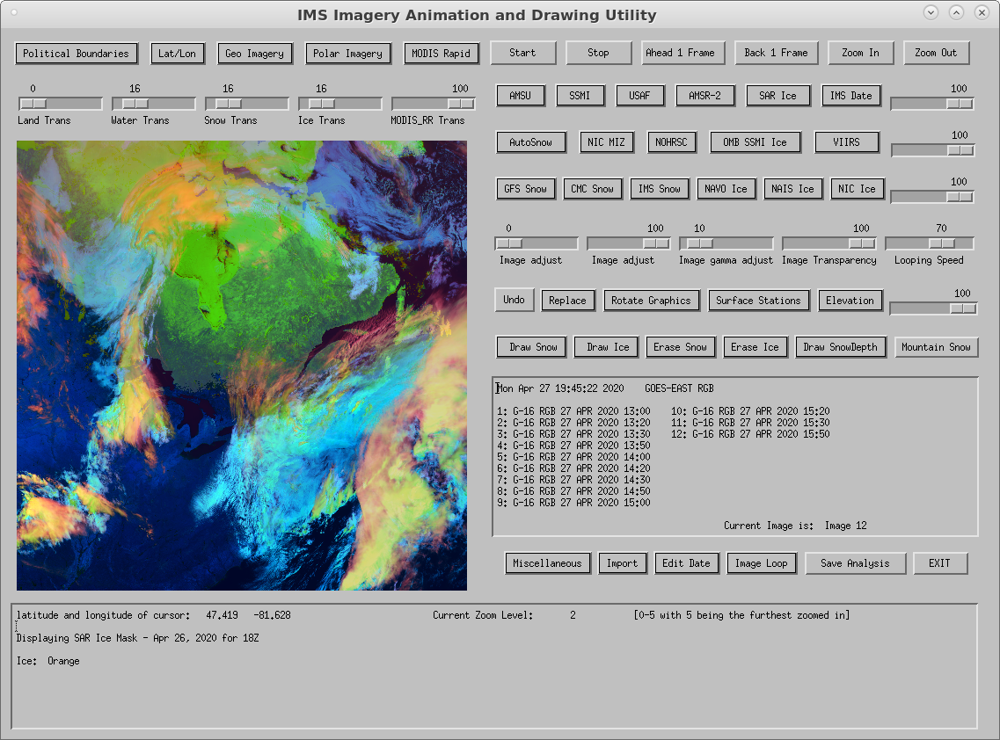 IMS Imagery Animation and Drawing Utility
Political Boundaries Lat/Lon Geo Imagery Polar Imagery MODIS Rapid Start Stop Ahead 1 Frame Back 1 Frame Zoom In Zoom Out
0 16 16 16 100 100
AMSU SSMI USAF AMSR-2 SAR Ice IMS Date
Land Trans Water Trans Snow Trans Ice Trans MODIS_RR Trans
100
AutoSnow NIC MIZ NOHRSC OMB SSMI Ice VIIRS
100
GFS Snow CMC Snow IMS Snow NAVO Ice NAIS Ice NIC Ice
0 100 10 100 70
Image adjust Image adjust Image gamma adjust Image Transparency Looping Speed
100
Undo Replace Rotate Graphics Surface Stations Elevation
Draw Snow Draw Ice Erase Snow Erase Ice Draw SnowDepth Mountain Snow
Mon Apr 27 19:45:22 2020 GOES-EAST RGB
1: G-16 RGB 27 APR 2020 13:00 10: G-16 RGB 27 APR 2020 15:20
2: G-16 RGB 27 APR 2020 13:20 11: G-16 RGB 27 APR 2020 15:30
3: G-16 RGB 27 APR 2020 13:30 12: G-16 RGB 27 APR 2020 15:50
4: G-16 RGB 27 APR 2020 13:50
5: G-16 RGB 27 APR 2020 14:00
6: G-16 RGB 27 APR 2020 14:20
7: G-16 RGB 27 APR 2020 14:30
8: G-16 RGB 27 APR 2020 14:50
9: G-16 RGB 27 APR 2020 15:00
Current Image is: Image 12
Miscellaneous Import Edit Date Image Loop Save Analysis EXIT
latitude and longitude of cursor: 47.419 -81.628 Current Zoom Level: 2 [0-5 with 5 being the furthest zoomed in]
Displaying SAR Ice Mask - Apr 26, 2020 for 18Z
Ice: Orange